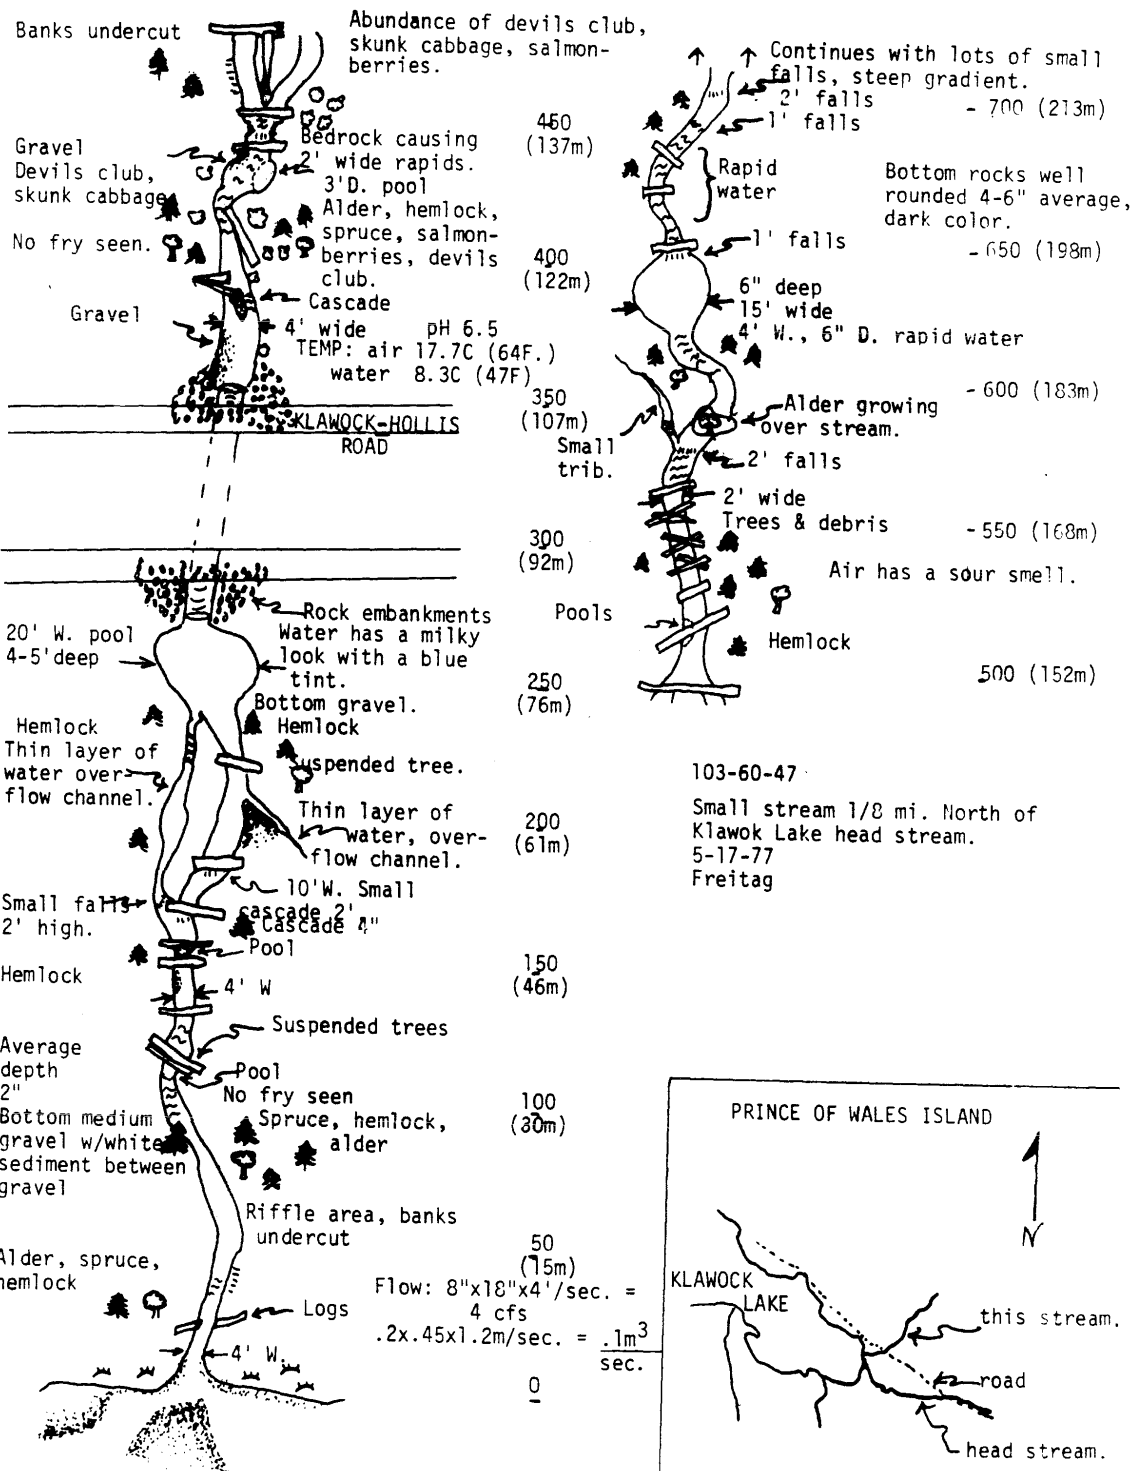 Banks undercut
Abundance of devils club,
skunk cabbage, salmon-
berries.
450
(137m)
Gravel
Devils club,
skunk cabbage
Bedrock causing
2' wide rapids.
3'D. pool
Alder, hemlock,
spruce, salmon-
berries, devils
club.
No fry seen.
400
(122m)
Cascade
Gravel
4' wide pH 6.5
TEMP: air 17.7C (64F.)
water 8.3C (47F)
350
(107m)
KLAWOCK-HOLLIS
ROAD
300
(92m)
Rock embankments
Water has a milky
look with a blue
tint.
20' W. pool
4-5'deep
250
(76m)
Bottom gravel.
Hemlock
Hemlock
Thin layer of
water over-
flow channel.
uspended tree.
Thin layer of
water, over-
flow channel.
200
(61m)
10'W. Small
cascade 2'
Cascade 4"
Small falls
2' high.
Pool
150
(46m)
Hemlock
4' W
Suspended trees
Average
depth
2"
Bottom medium
gravel w/white
sediment between
gravel
Pool
No fry seen
Spruce, hemlock,
alder
100
(30m)
Riffle area, banks
undercut
50
(15m)
Alder, spruce,
hemlock
Flow: 8"x18"x4'/sec. =
4 cfs
.2x.45x1.2m/sec. = .1m3
sec.
Logs
4' W.
0
Continues with lots of small
falls, steep gradient.
2' falls
- 700 (213m)
1' falls
Rapid
water
Bottom rocks well
rounded 4-6" average,
dark color.
1' falls
- 650 (198m)
6" deep
15' wide
4' W., 6" D. rapid water
- 600 (183m)
Alder growing
over stream.
Small
trib.
2' falls
2' wide
Trees & debris
- 550 (168m)
Air has a sour smell.
Pools
Hemlock
500 (152m)
103-60-47
Small stream 1/8 mi. North of
Klawok Lake head stream.
5-17-77
Freitag
PRINCE OF WALES ISLAND
N
KLAWOCK
LAKE
this stream.
road
head stream.